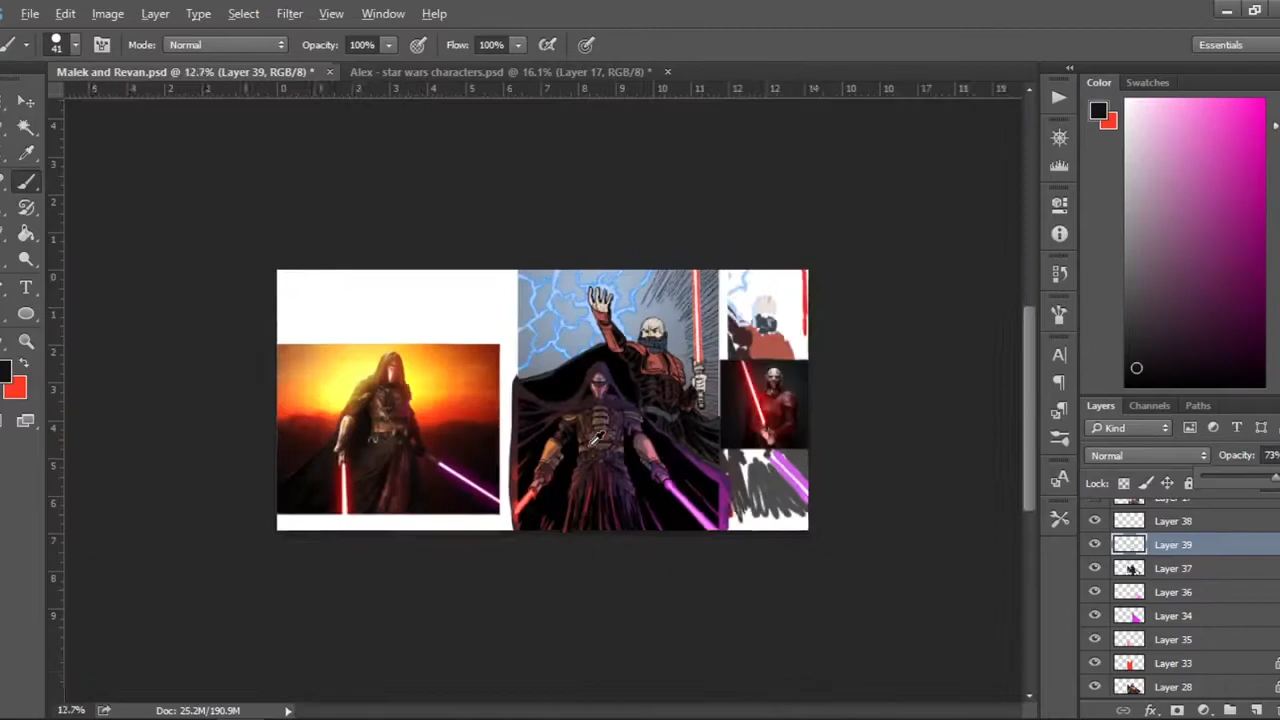 File Edit Image Layer Type Select Filter View Window Help
41 Mode: Normal Opacity: 100% Flow: 100% Essentials
Malek and Revan.psd @ 12.7% (Layer 39, RGB/8) * × Alex - star wars characters.psd @ 16.1% (Layer 17, RGB/8) * ×
Color Swatches
Layers Channels Paths
Kind
Normal Opacity: 73%
Lock:
Layer 38
Layer 39
Layer 37
Layer 36
Layer 34
Layer 35
Layer 33
Layer 28
12.7% Doc: 25.2M/190.9M